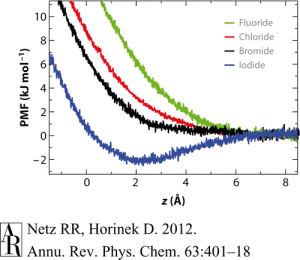 10
8
6
4
2
0
−2
PMF (kJ mol⁻¹)
Fluoride
Chloride
Bromide
Iodide
0 2 4 6 8
z (Å)
AR Netz RR, Horinek D. 2012.
Annu. Rev. Phys. Chem. 63:401–18